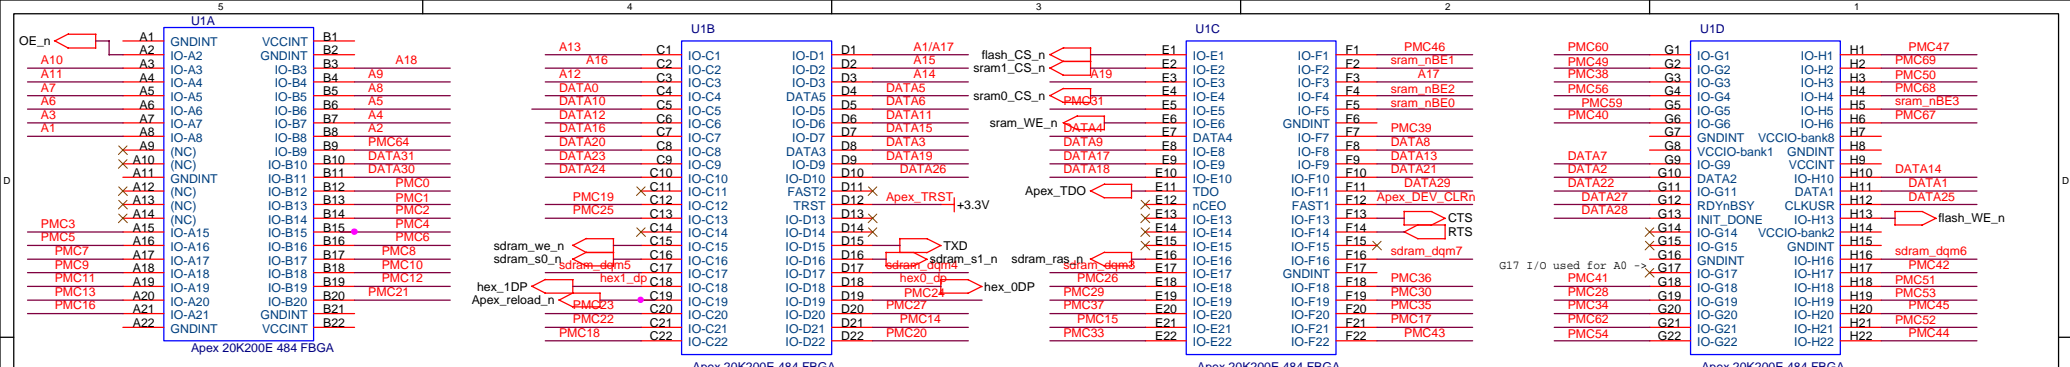 5 4 3 2 1
D
U1A
OE_n A1 GNDINT VCCINT B1
A2 IO-A2 GNDINT B2
A10 A3 IO-A3 IO-B3 B3 A18
A11 A4 IO-A4 IO-B4 B4 A9
A7 A5 IO-A5 IO-B5 B5 A8
A6 A6 IO-A6 IO-B6 B6 A5
A3 A7 IO-A7 IO-B7 B7 A4
A1 A8 IO-A8 IO-B8 B8 A2
A9 (NC) IO-B9 B9 PMC64
A10 (NC) IO-B10 B10 DATA31
A11 GNDINT IO-B11 B11 DATA30
A12 (NC) IO-B12 B12 PMC0
A13 (NC) IO-B13 B13 PMC1
A14 (NC) IO-B14 B14 PMC2
PMC3 A15 IO-A15 IO-B15 B15 PMC4
PMC5 A16 IO-A16 IO-B16 B16 PMC6
PMC7 A17 IO-A17 IO-B17 B17 PMC8
PMC9 A18 IO-A18 IO-B18 B18 PMC10
PMC11 A19 IO-A19 IO-B19 B19 PMC12
PMC13 A20 IO-A20 IO-B20 B20 PMC21
PMC16 A21 IO-A21 GNDINT B21
A22 GNDINT VCCINT B22
Apex 20K200E 484 FBGA
U1B
A13 C1 IO-C1 IO-D1 D1 A1/A17
A16 C2 IO-C2 IO-D2 D2 A15
A12 C3 IO-C3 IO-D3 D3 A14
DATA0 C4 IO-C4 DATA5 D4 DATA5
DATA10 C5 IO-C5 IO-D5 D5 DATA6
DATA12 C6 IO-C6 IO-D6 D6 DATA11
DATA16 C7 IO-C7 IO-D7 D7 DATA15
DATA20 C8 IO-C8 DATA3 D8 DATA3
DATA23 C9 IO-C9 IO-D9 D9 DATA19
DATA24 C10 IO-C10 IO-D10 D10 DATA26
C11 IO-C11 FAST2 D11
PMC19 C12 IO-C12 TRST D12 Apex_TRST +3.3V
PMC25 C13 IO-C13 IO-D13 D13
C14 IO-C14 IO-D14 D14
sdram_we_n C15 IO-C15 IO-D15 D15 TXD
sdram_s0_n C16 IO-C16 IO-D16 D16 sdram_s1_n
sdram_dqm5 C17 IO-C17 IO-D17 D17 sdram_dqm4
hex_1DP hex1_dp C18 IO-C18 IO-D18 D18 hex0_dp hex_0DP
Apex_reload_n C19 IO-C19 IO-D19 D19 PMC24
PMC23 C20 IO-C20 IO-D20 D20 PMC27
PMC22 C21 IO-C21 IO-D21 D21 PMC14
PMC18 C22 IO-C22 IO-D22 D22 PMC20
Apex 20K200E 484 FBGA
U1C
flash_CS_n E1 IO-E1 IO-F1 F1 PMC46
sram1_CS_n E2 IO-E2 IO-F2 F2 sram_nBE1
A19 E3 IO-E3 IO-F3 F3 A17
sram0_CS_n E4 IO-E4 IO-F4 F4 sram_nBE2
PMC31 E5 IO-E5 IO-F5 F5 sram_nBE0
sram_WE_n E6 IO-E6 GNDINT F6
DATA4 E7 DATA4 IO-F7 F7 PMC39
DATA9 E8 IO-E8 IO-F8 F8 DATA8
DATA17 E9 IO-E9 IO-F9 F9 DATA13
DATA18 E10 IO-E10 IO-F10 F10 DATA21
Apex_TDO E11 TDO IO-F11 F11 DATA29
E12 nCEO FAST1 F12 Apex_DEV_CLRn
E13 IO-E13 IO-F13 F13 CTS
E14 IO-E14 IO-F14 F14 RTS
E15 IO-E15 IO-F15 F15
sdram_ras_n E16 IO-E16 IO-F16 F16 sdram_dqm7
sdram_dqm3 E17 IO-E17 GNDINT F17
PMC26 E18 IO-E18 IO-F18 F18 PMC36
PMC29 E19 IO-E19 IO-F19 F19 PMC30
PMC37 E20 IO-E20 IO-F20 F20 PMC35
PMC15 E21 IO-E21 IO-F21 F21 PMC17
PMC33 E22 IO-E22 IO-F22 F22 PMC43
Apex 20K200E 484 FBGA
U1D
PMC60 G1 IO-G1 IO-H1 H1 PMC47
PMC49 G2 IO-G2 IO-H2 H2 PMC69
PMC38 G3 IO-G3 IO-H3 H3 PMC50
PMC56 G4 IO-G4 IO-H4 H4 PMC68
PMC59 G5 IO-G5 IO-H5 H5 sram_nBE3
PMC40 G6 IO-G6 IO-H6 H6 PMC67
G7 GNDINT VCCIO-bank8 H7
G8 VCCIO-bank1 GNDINT H8
DATA7 G9 IO-G9 VCCINT H9
DATA2 G10 DATA2 IO-H10 H10 DATA14
DATA22 G11 IO-G11 DATA1 H11 DATA1
DATA27 G12 RDYnBSY CLKUSR H12 DATA25
DATA28 G13 INIT_DONE IO-H13 H13 flash_WE_n
G14 IO-G14 VCCIO-bank2 H14
G15 IO-G15 GNDINT H15
G16 GNDINT IO-H16 H16 sdram_dqm6
G17 I/O used for A0 -> G17 IO-G17 IO-H17 H17 PMC42
PMC41 G18 IO-G18 IO-H18 H18 PMC51
PMC28 G19 IO-G19 IO-H19 H19 PMC53
PMC34 G20 IO-G20 IO-H20 H20 PMC45
PMC62 G21 IO-G21 IO-H21 H21 PMC52
PMC54 G22 IO-G22 IO-H22 H22 PMC44
Apex 20K200E 484 FBGA
D